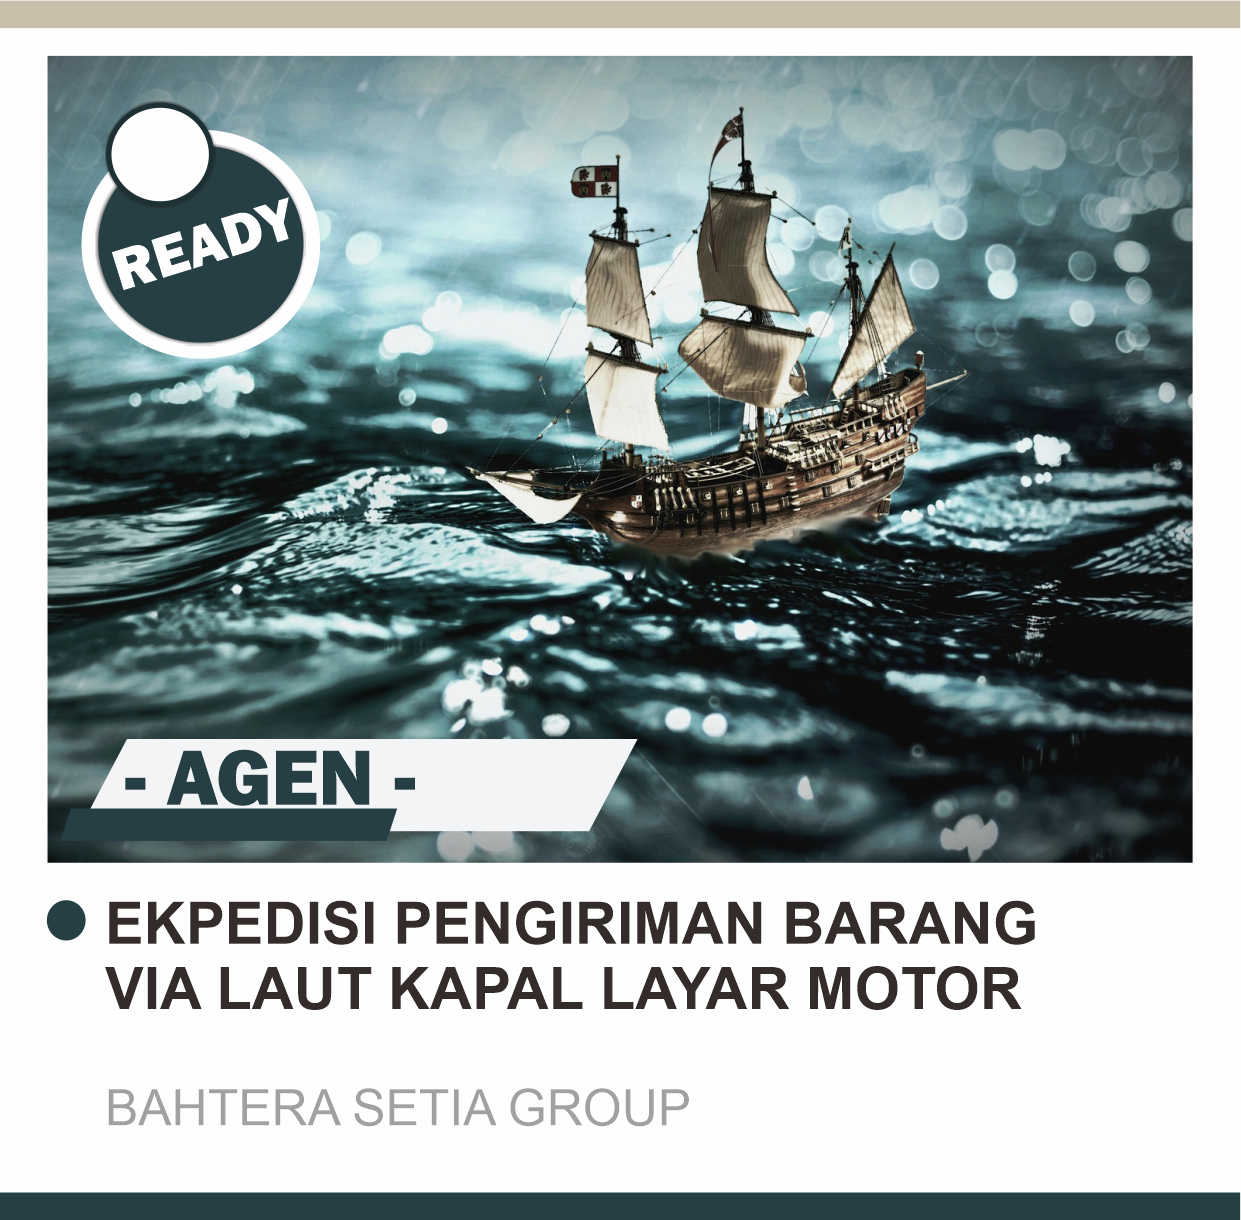 READY
- AGEN -
EKPEDISI PENGIRIMAN BARANG
VIA LAUT KAPAL LAYAR MOTOR
BAHTERA SETIA GROUP